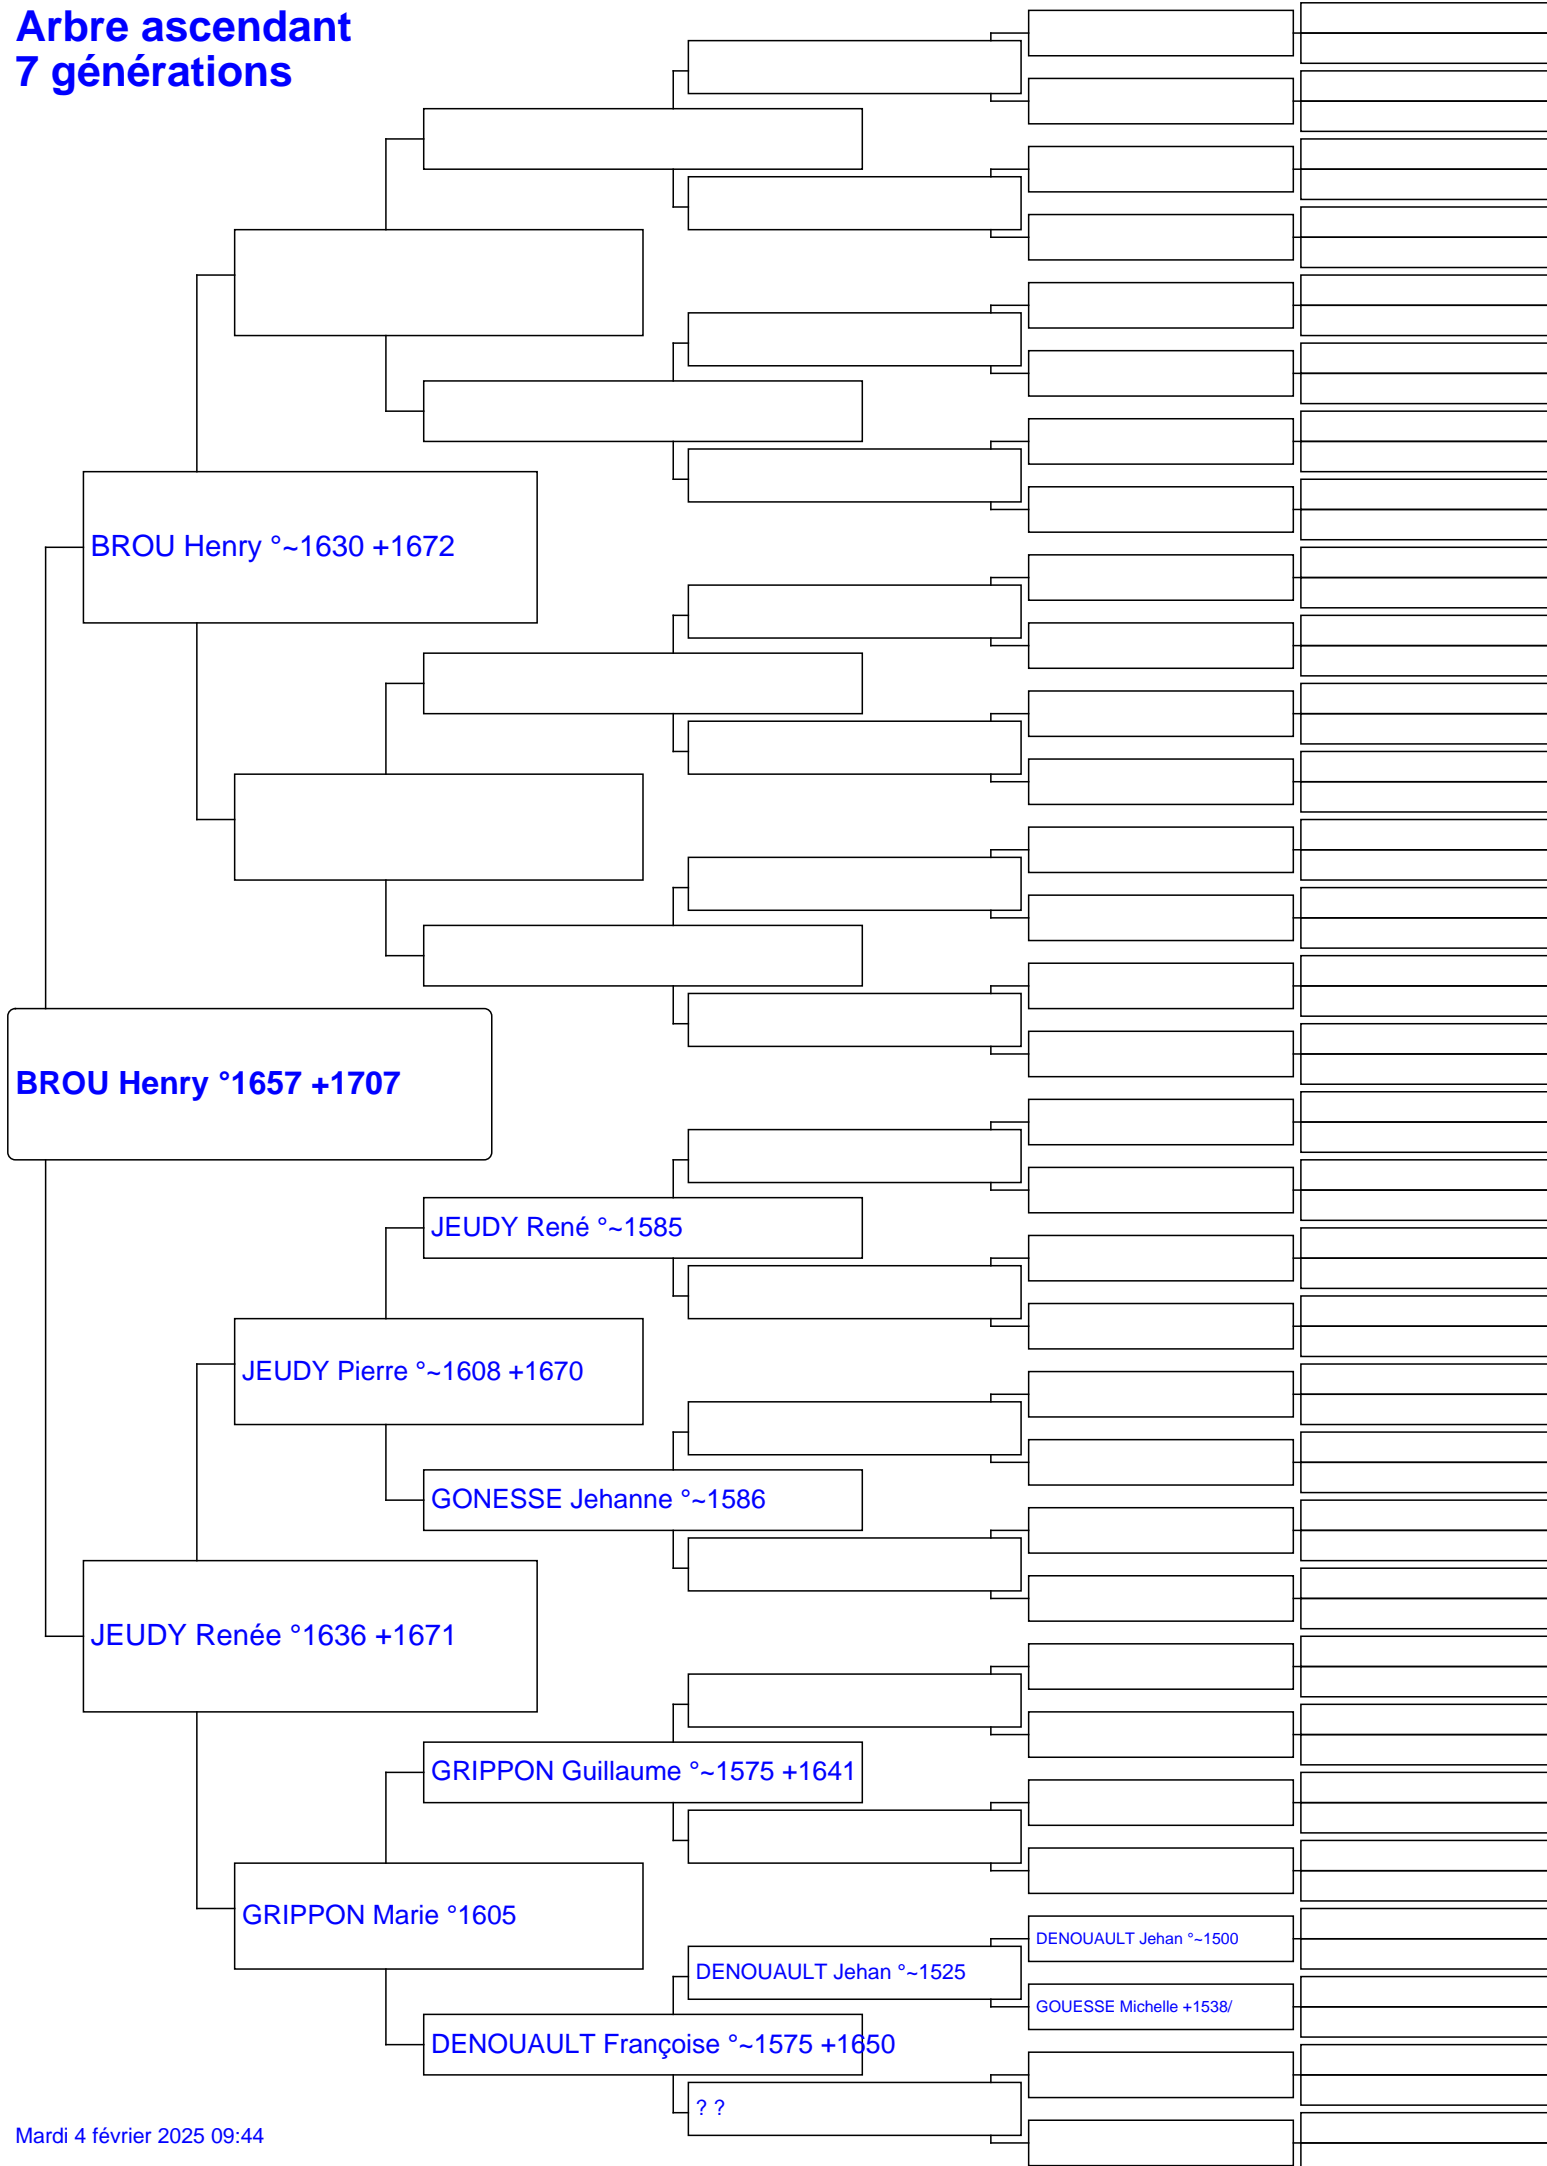 Arbre ascendant
7 générations
BROU Henry °~1630 +1672
BROU Henry °1657 +1707
JEUDY René °~1585
JEUDY Pierre °~1608 +1670
GONESSE Jehanne °~1586
JEUDY Renée °1636 +1671
GRIPPON Guillaume °~1575 +1641
GRIPPON Marie °1605
DENOUAULT Jehan °~1500
DENOUAULT Jehan °~1525
GOUESSE Michelle +1538/
DENOUAULT Françoise °~1575 +1650
? ?
Mardi 4 février 2025 09:44